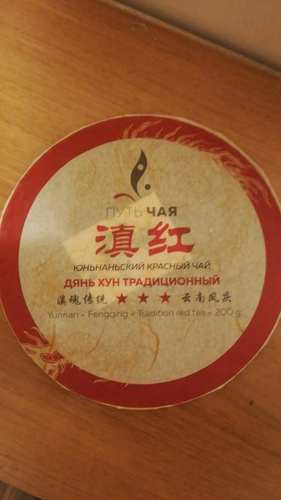 ПУТЬ ЧАЯ
滇红
ЮНЬНАНЬСКИЙ КРАСНЫЙ ЧАЙ
ДЯНЬ ХУН ТРАДИЦИОННЫЙ
滇魂传统 ★ ★ ★ 云南凤庆
Yunnan • Fengqing • Tradition red tea • 200 g